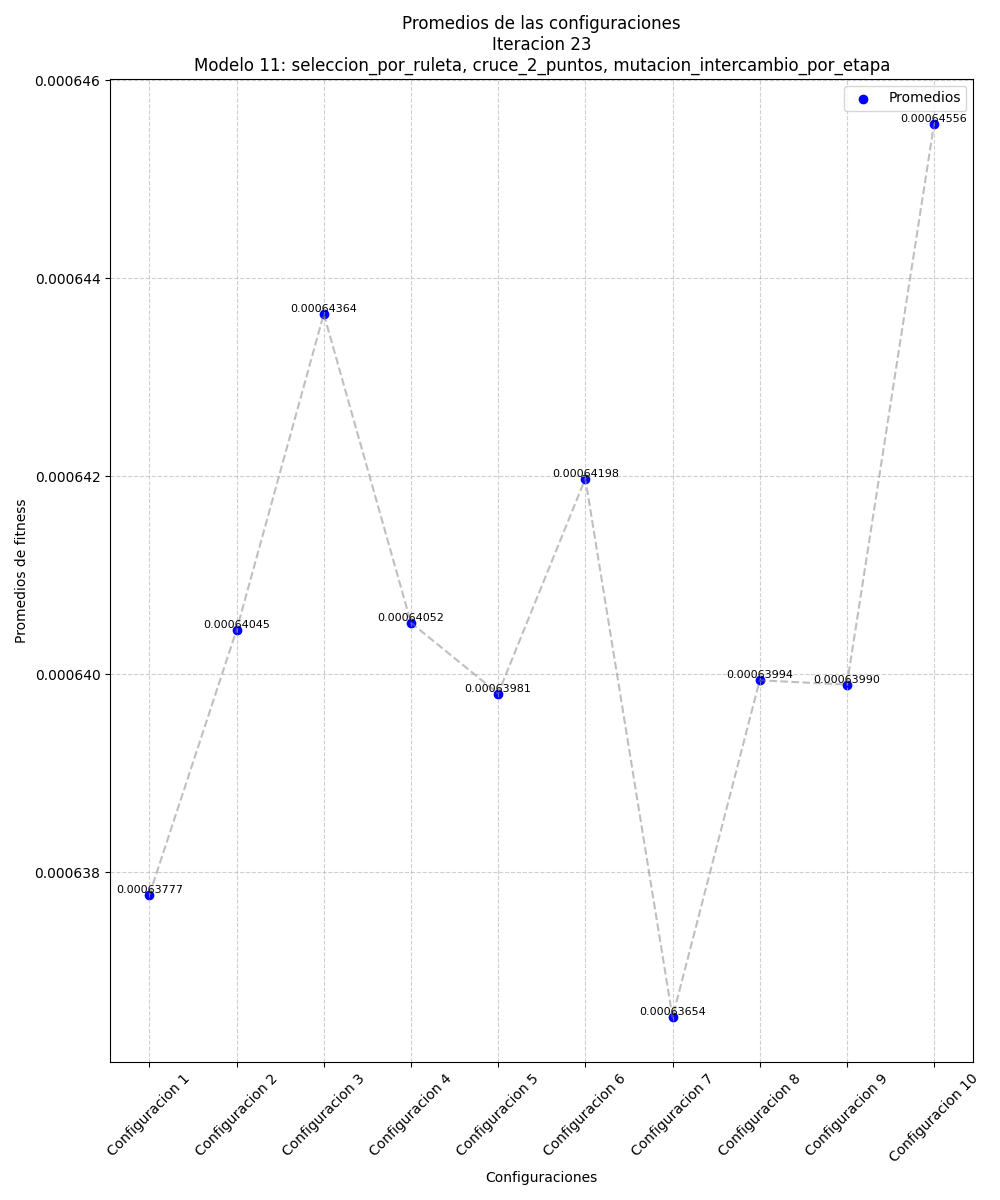 Promedios de las configuraciones
Iteracion 23
Modelo 11: seleccion_por_ruleta, cruce_2_puntos, mutacion_intercambio_por_etapa
Promedios
0.000646
0.000644
0.000642
0.000640
0.000638
Promedios de fitness
0.00063777
0.00064045
0.00064364
0.00064052
0.00063981
0.00064198
0.00063654
0.00063994
0.00063990
0.00064556
Configuracion 1
Configuracion 2
Configuracion 3
Configuracion 4
Configuracion 5
Configuracion 6
Configuracion 7
Configuracion 8
Configuracion 9
Configuracion 10
Configuraciones